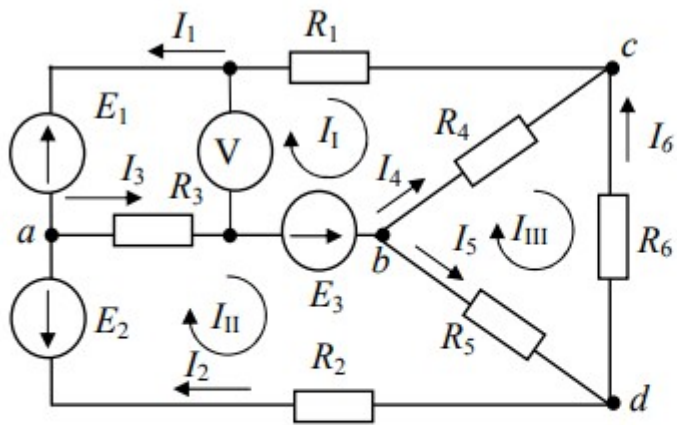 I₁ R₁ c
E₁ V I_I R₄ I₆
I₃ R₃ I₄
a b I₅ I_III R₆
E₂ I_II E₃ R₅
I₂ R₂ d